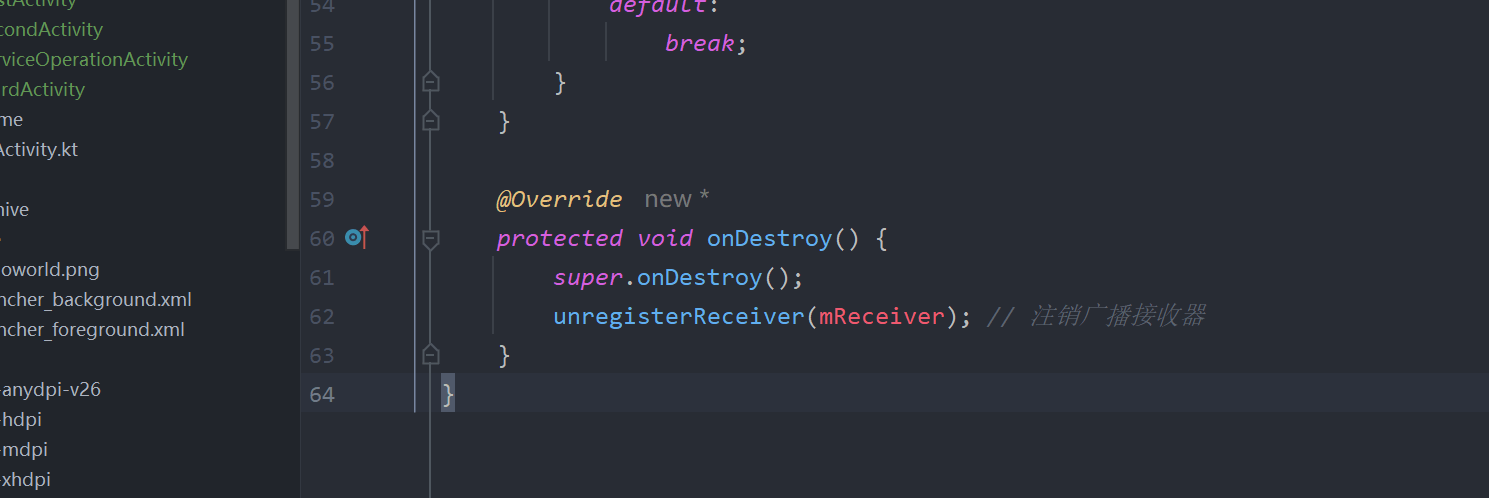 stActivity
condActivity
rviceOperationActivity
rdActivity
me
Activity.kt
hive
oworld.png
ncher_background.xml
ncher_foreground.xml
-anydpi-v26
-hdpi
-mdpi
-xhdpi
54 default:
55 break;
56 }
57 }
58
59 @Override new *
60 protected void onDestroy() {
61 super.onDestroy();
62 unregisterReceiver(mReceiver); // 注销广播接收器
63 }
64 }